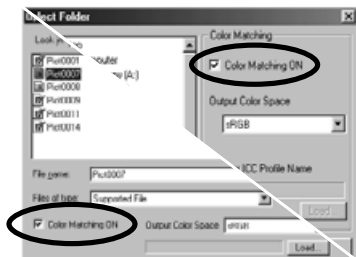 Select Folder
Look
Pict0001
Pict0007
Pict0008
Pict0009
Pict0011
Pict0014
(A:)
Color Matching
Color Matching ON
Output Color Space
sRGB
ICC Profile Name
Load...
File name: Pict0007
Files of type: Supported File
Color Matching ON
Output Color Space sRGB
Load...